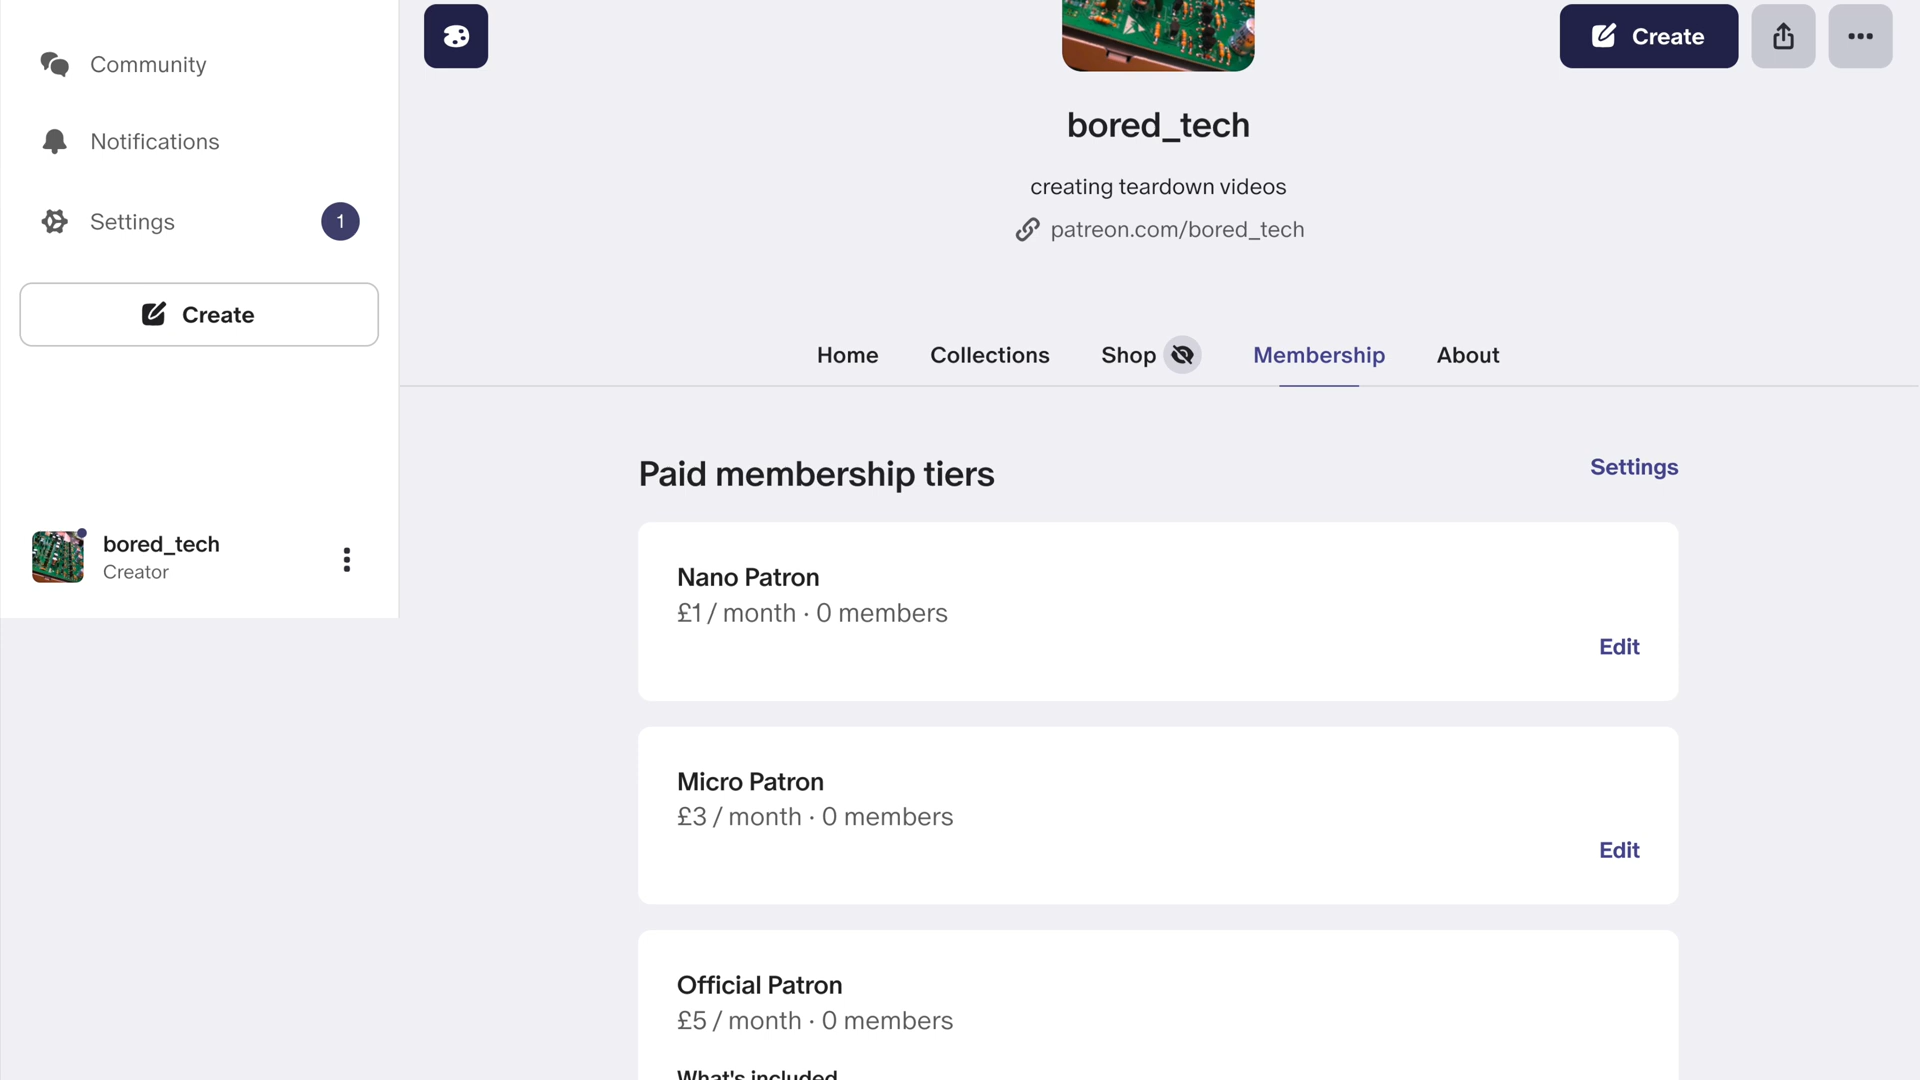 Community
Notifications
Settings
1
Create
bored_tech
Creator
Create
bored_tech
creating teardown videos
patreon.com/bored_tech
Home
Collections
Shop
Membership
About
Paid membership tiers
Settings
Nano Patron
£1 / month · 0 members
Edit
Micro Patron
£3 / month · 0 members
Edit
Official Patron
£5 / month · 0 members
What's included